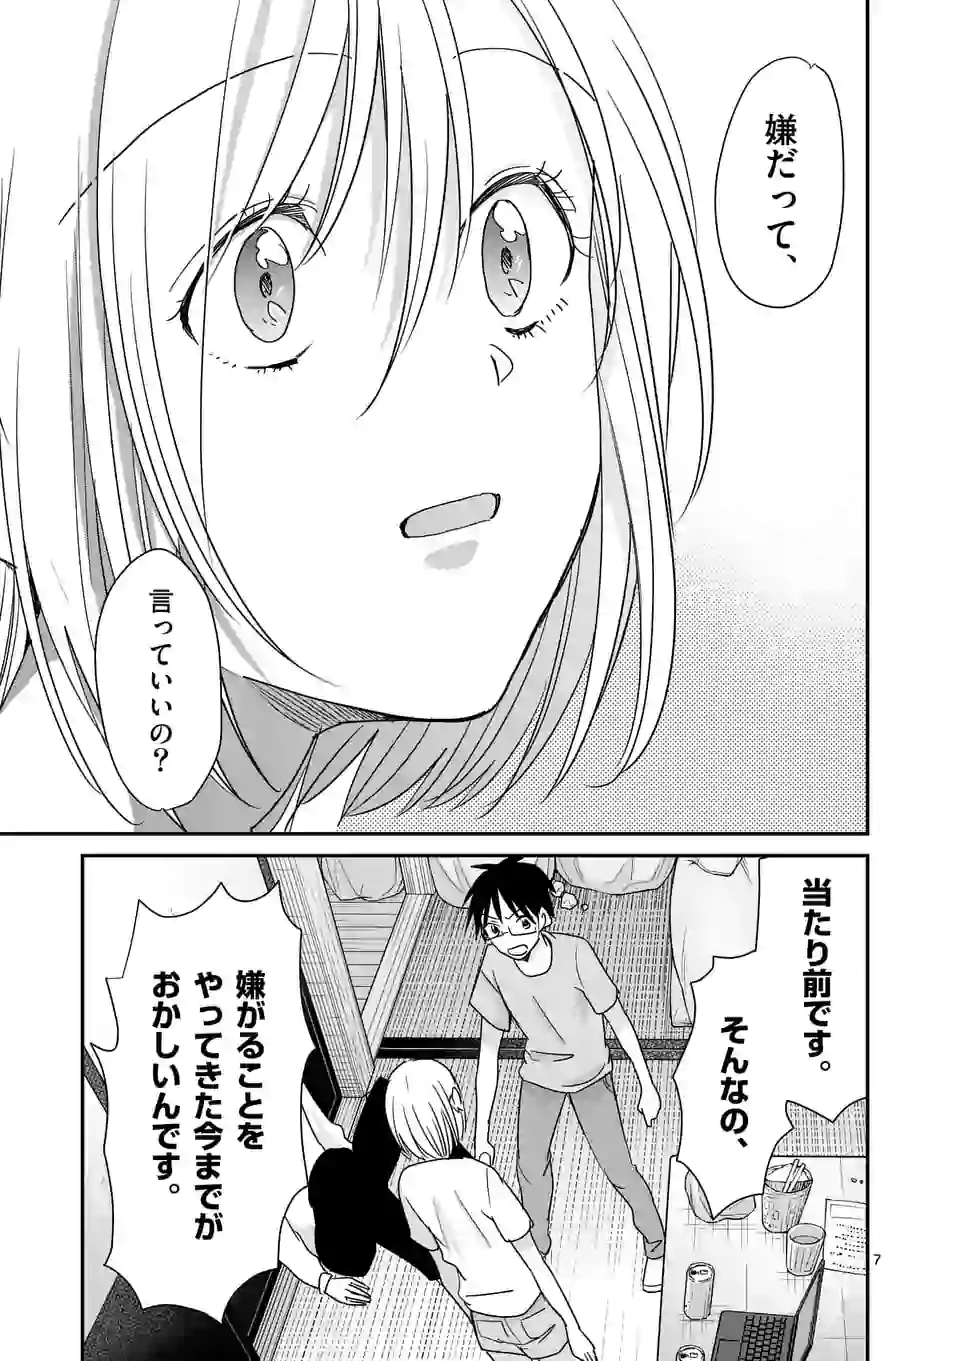 嫌だって、
言っていいの？
当たり前です。
そんなの、
嫌がることを
やってきた今までが
おかしいんです。
7